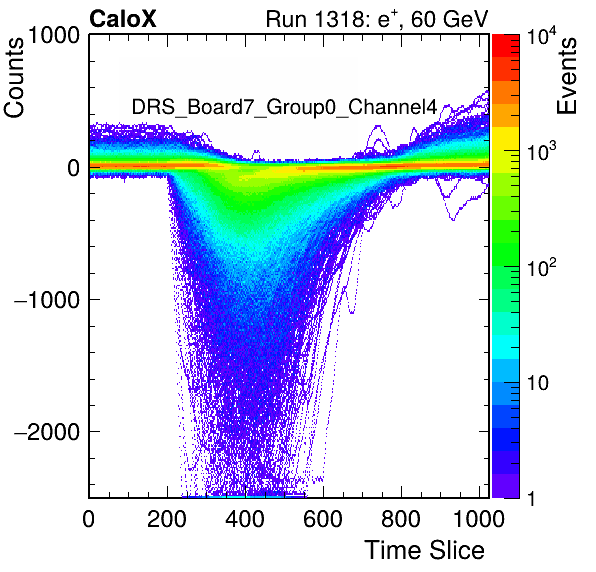 CaloX Run 1318: e⁺, 60 GeV
Counts
Events
DRS_Board7_Group0_Channel4
1000
0
−1000
−2000
0 200 400 600 800 1000
Time Slice
10⁴
10³
10²
10
1